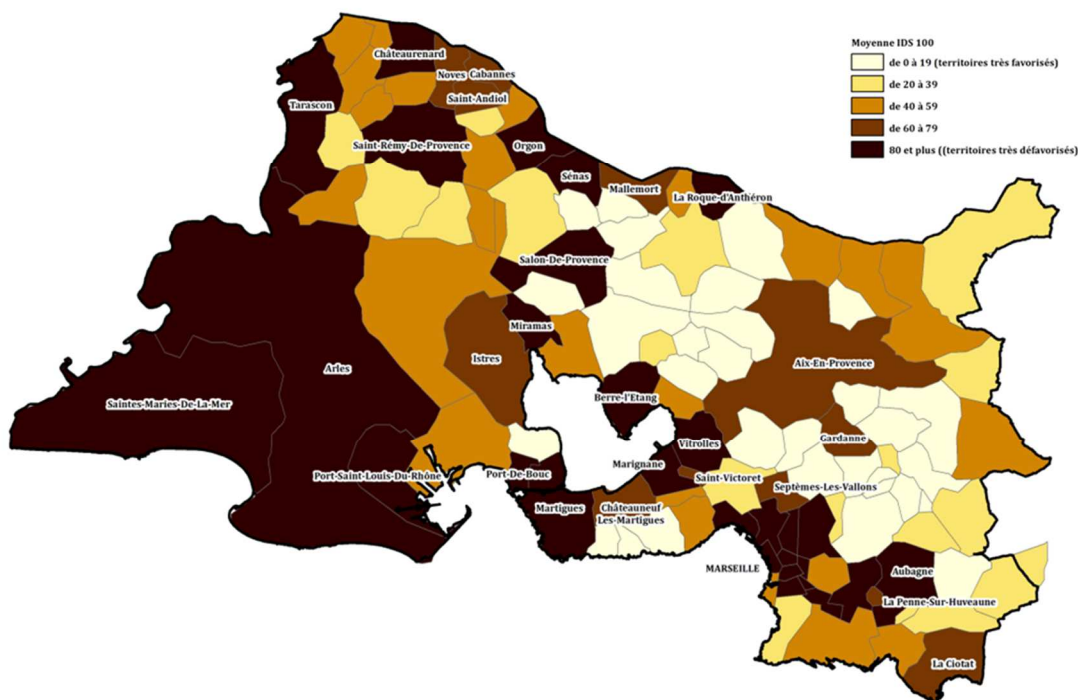 Moyenne IDS 100
de 0 à 19 (territoires très favorisés)
de 20 à 39
de 40 à 59
de 60 à 79
80 et plus ((territoires très défavorisés)
Châteaurenard
Noves
Cabannes
Tarascon
Saint-Andiol
Saint-Rémy-De-Provence
Orgon
Sénas
Mallemort
La Roque-d'Anthéron
Salon-De-Provence
Miramas
Istres
Aix-En-Provence
Arles
Berre-l'Etang
Saintes-Maries-De-La-Mer
Vitrolles
Gardanne
Marignane
Port-Saint-Louis-Du-Rhône
Port-De-Bouc
Saint-Victoret
Septèmes-Les-Vallons
Martigues
Châteauneuf
Les-Martigues
MARSEILLE
Aubagne
La Penne-Sur-Huveaune
La Ciotat